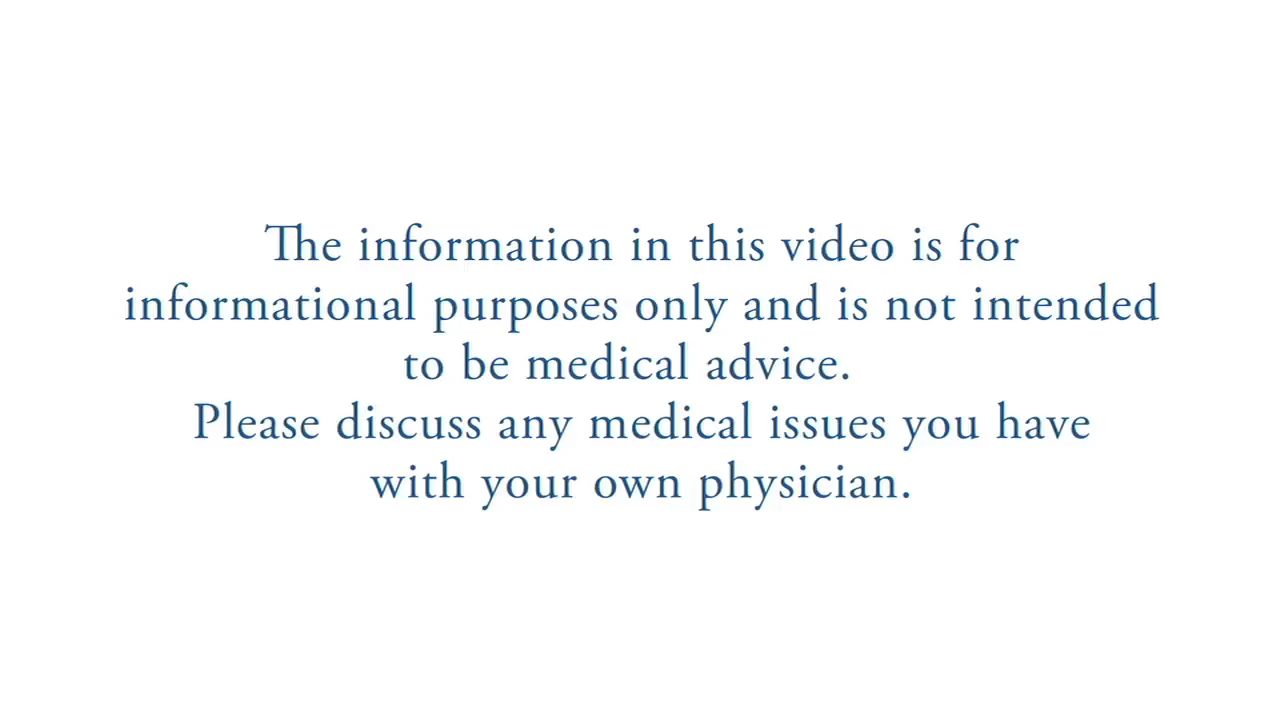 The information in this video is for
informational purposes only and is not intended
to be medical advice.
Please discuss any medical issues you have
with your own physician.